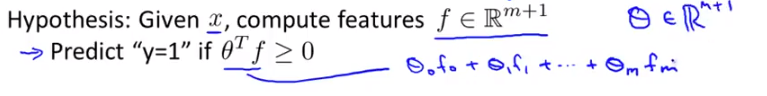 Hypothesis: Given x, compute features f ∈ ℝ^{m+1} θ ∈ ℝ^{m+1}
→ Predict "y=1" if θ^T f ≥ 0
θ₀f₀ + θ₁f₁ + ... + θₘfₘ